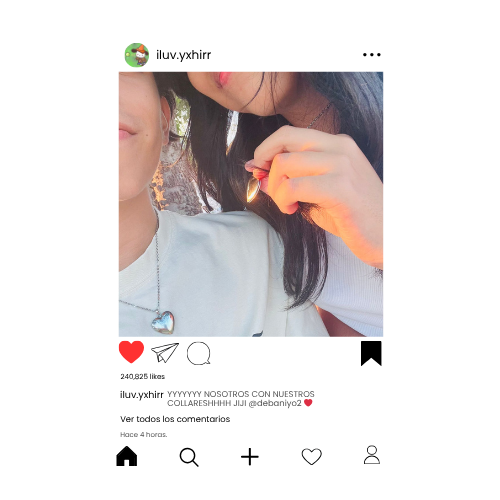 iluv.yxhirr
240,825 likes
iluv.yxhirr YYYYYYY NOSOTROS CON NUESTROS
COLLARESHHHH JIJI @debaniyo2 ❤️
Ver todos los comentarios
Hace 4 horas.